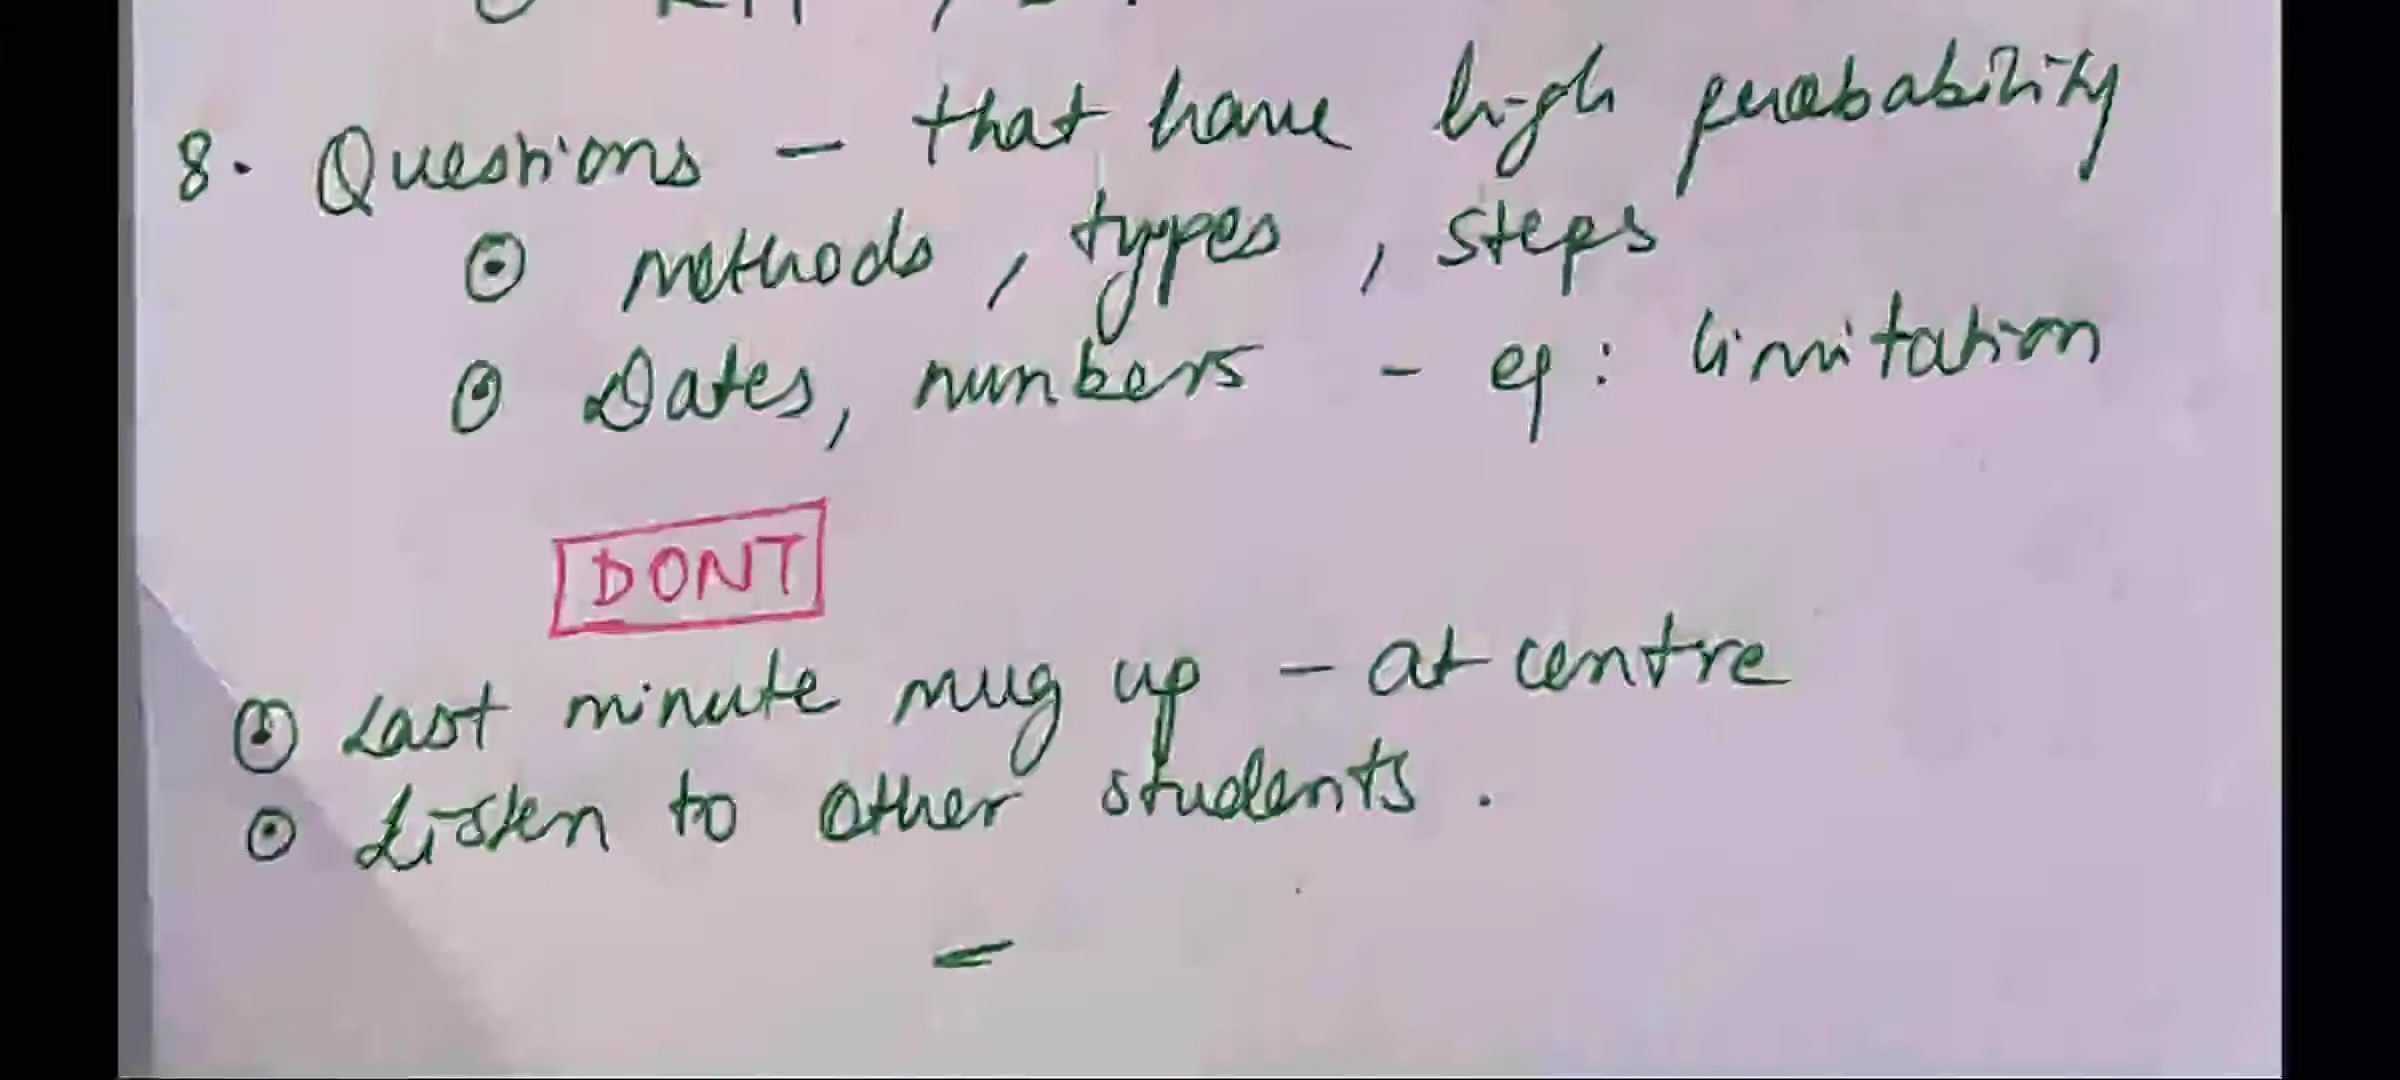 8. Questions - that have high probability
methods, types, steps
Dates, numbers - eg: limitation
DONT
Last minute mug up - at centre
Listen to other students.